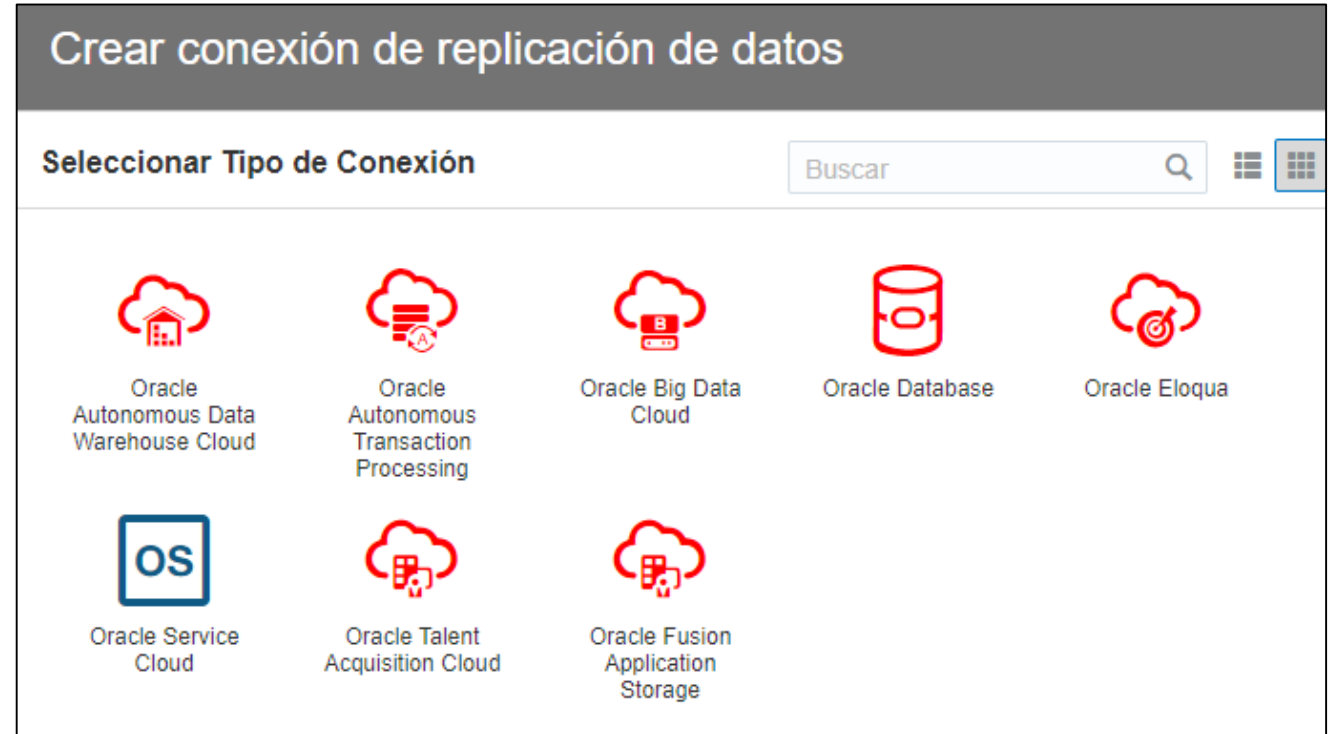 Crear conexión de replicación de datos
Seleccionar Tipo de Conexión
Buscar
Oracle
Autonomous Data
Warehouse Cloud
Oracle
Autonomous
Transaction
Processing
A
Oracle Big Data
Cloud
B
Oracle Database
Oracle Eloqua
OS
Oracle Service
Cloud
Oracle Talent
Acquisition Cloud
Oracle Fusion
Application
Storage